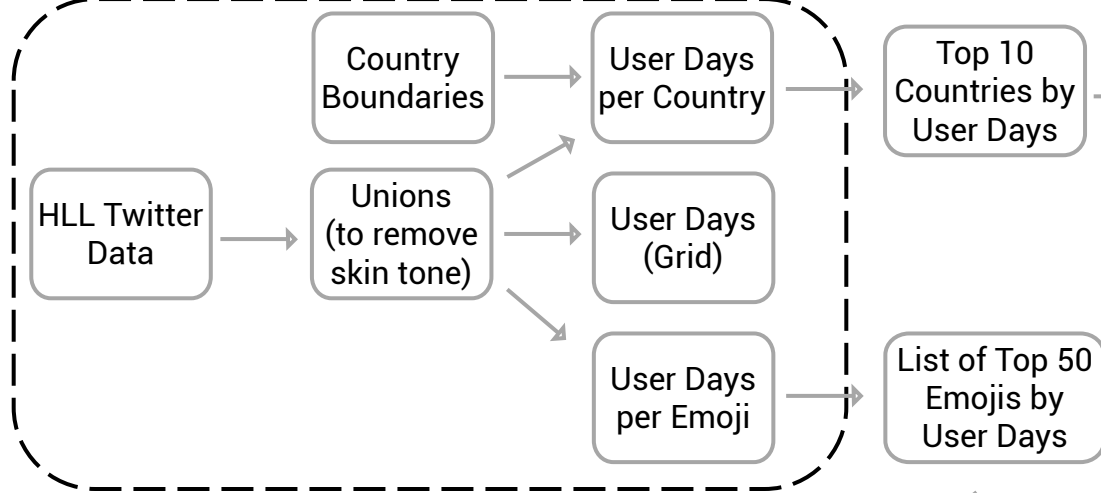 Country
Boundaries
User Days
per Country
Top 10
Countries by
User Days
HLL Twitter
Data
Unions
(to remove
skin tone)
User Days
(Grid)
User Days
per Emoji
List of Top 50
Emojis by
User Days